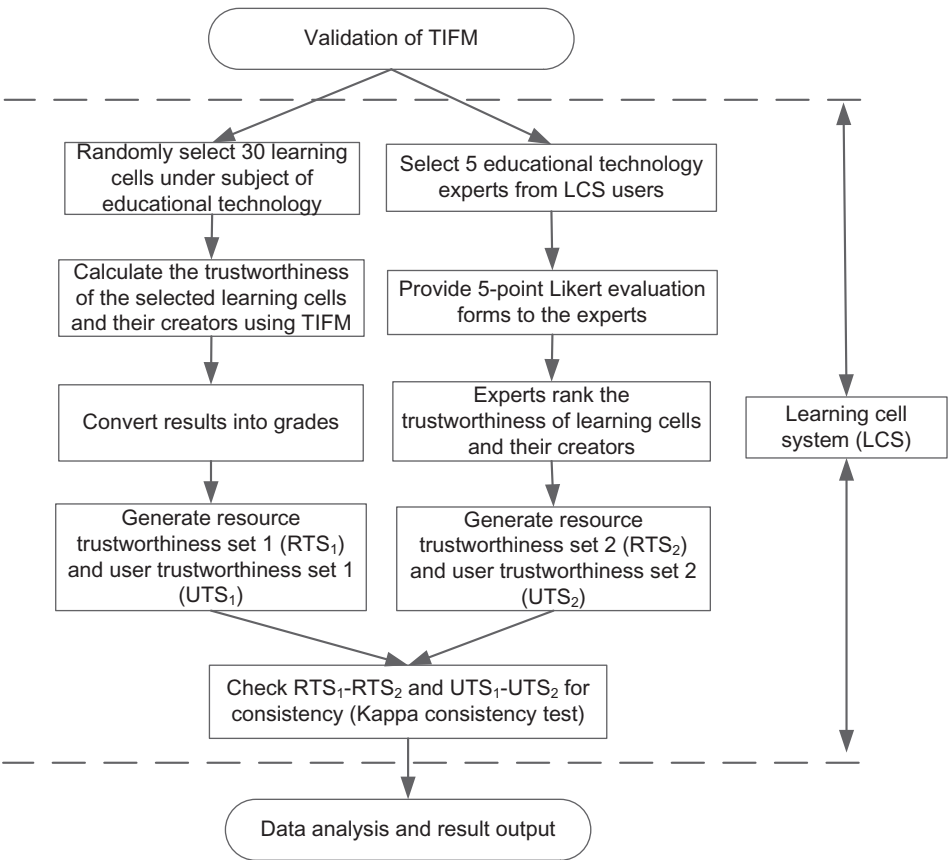 Validation of TIFM
Randomly select 30 learning
cells under subject of
educational technology
Select 5 educational technology
experts from LCS users
Calculate the trustworthiness
of the selected learning cells
and their creators using TIFM
Provide 5-point Likert evaluation
forms to the experts
Convert results into grades
Experts rank the
trustworthiness of learning cells
and their creators
Learning cell
system (LCS)
Generate resource
trustworthiness set 1 (RTS₁)
and user trustworthiness set 1
(UTS₁)
Generate resource
trustworthiness set 2 (RTS₂)
and user trustworthiness set 2
(UTS₂)
Check RTS₁-RTS₂ and UTS₁-UTS₂ for
consistency (Kappa consistency test)
Data analysis and result output